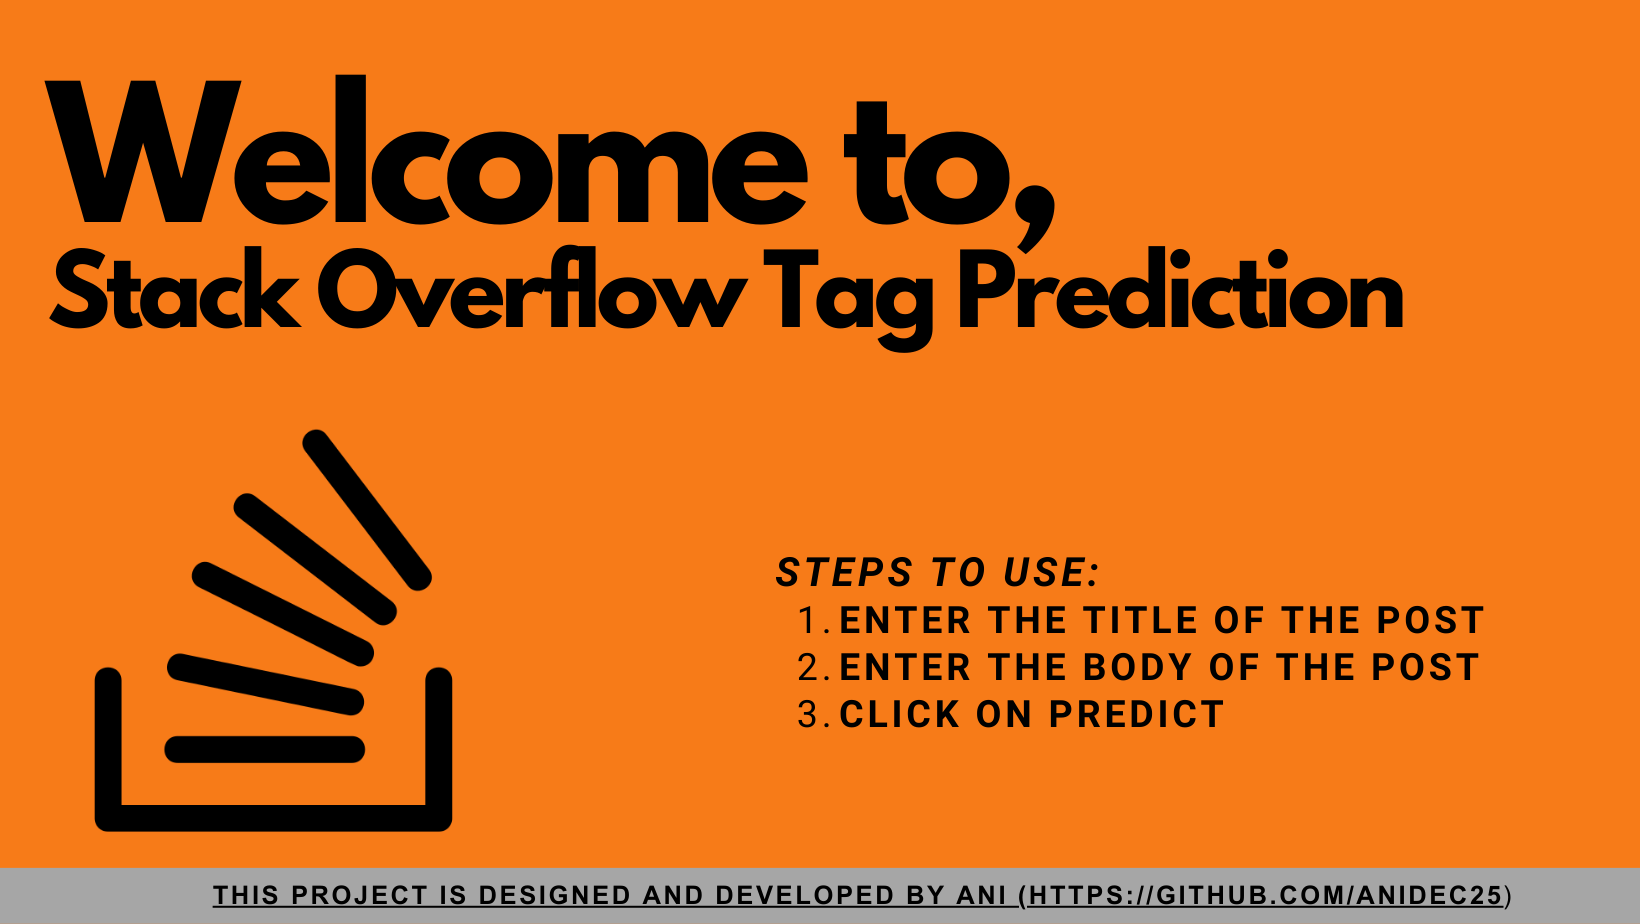 Welcome to,
Stack Overflow Tag Prediction
STEPS TO USE:
1. ENTER THE TITLE OF THE POST
2. ENTER THE BODY OF THE POST
3. CLICK ON PREDICT
THIS PROJECT IS DESIGNED AND DEVELOPED BY ANI (HTTPS://GITHUB.COM/ANIDEC25)